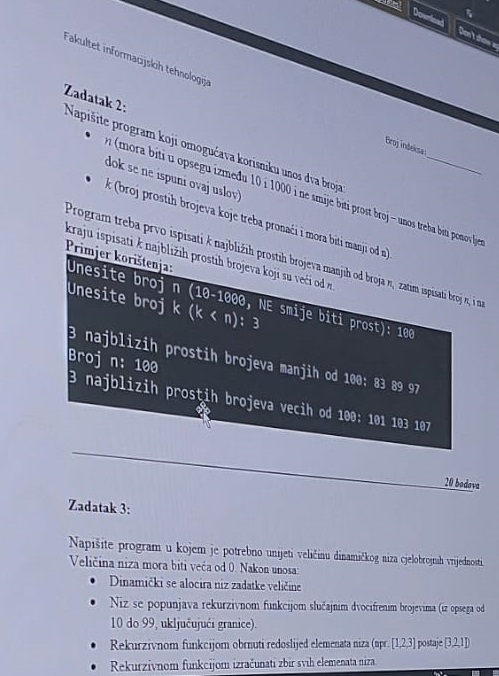 Download
Don't show ag
Fakultet informacijskih tehnologija
Broj indeksa:
Zadatak 2:
Napišite program koji omogućava korisniku unos dva broja:
• n (mora biti u opsegu između 10 i 1000 i ne smije biti prost broj – unos treba biti ponovljen
dok se ne ispuni ovaj uslov)
• k (broj prostih brojeva koje treba pronaći i mora biti manji od n).
Program treba prvo ispisati k najbližih prostih brojeva manjih od broja n, zatim ispisati broj n, i na
kraju ispisati k najbližih prostih brojeva koji su veći od n.
Primjer korištenja:
Unesite broj n (10-1000, NE smije biti prost): 100
Unesite broj k (k < n): 3
3 najblizih prostih brojeva manjih od 100: 83 89 97
Broj n: 100
3 najblizih prostih brojeva vecih od 100: 101 103 107
20 bodova
Zadatak 3:
Napišite program u kojem je potrebno unijeti veličinu dinamičkog niza cjelobrojnih vrijednosti.
Veličina niza mora biti veća od 0. Nakon unosa:
• Dinamički se alocira niz zadatke veličine
• Niz se popunjava rekurzivnom funkcijom slučajnim dvocifrenim brojevima (iz opsega od
10 do 99, uključujući granice).
• Rekurzivnom funkcijom obrnuti redoslijed elemenata niza (npr. [1,2,3] postaje [3,2,1])
• Rekurzivnom funkcijom izračunati zbir svih elemenata niza.